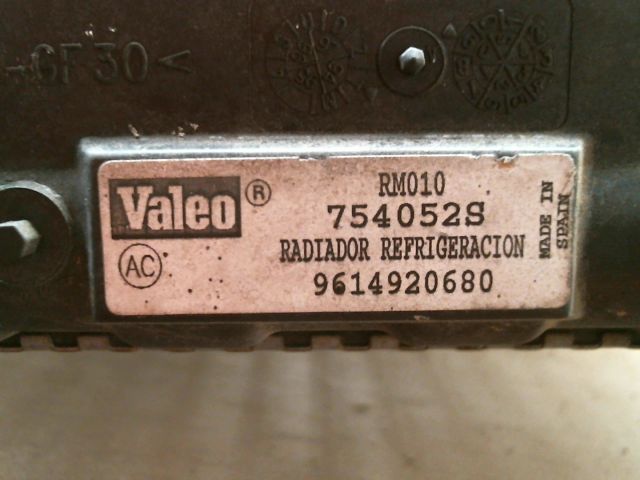 GF30<
Valeo®
RM010
754052S
RADIADOR REFRIGERACION
9614920680
AC
MADE IN
SPAIN